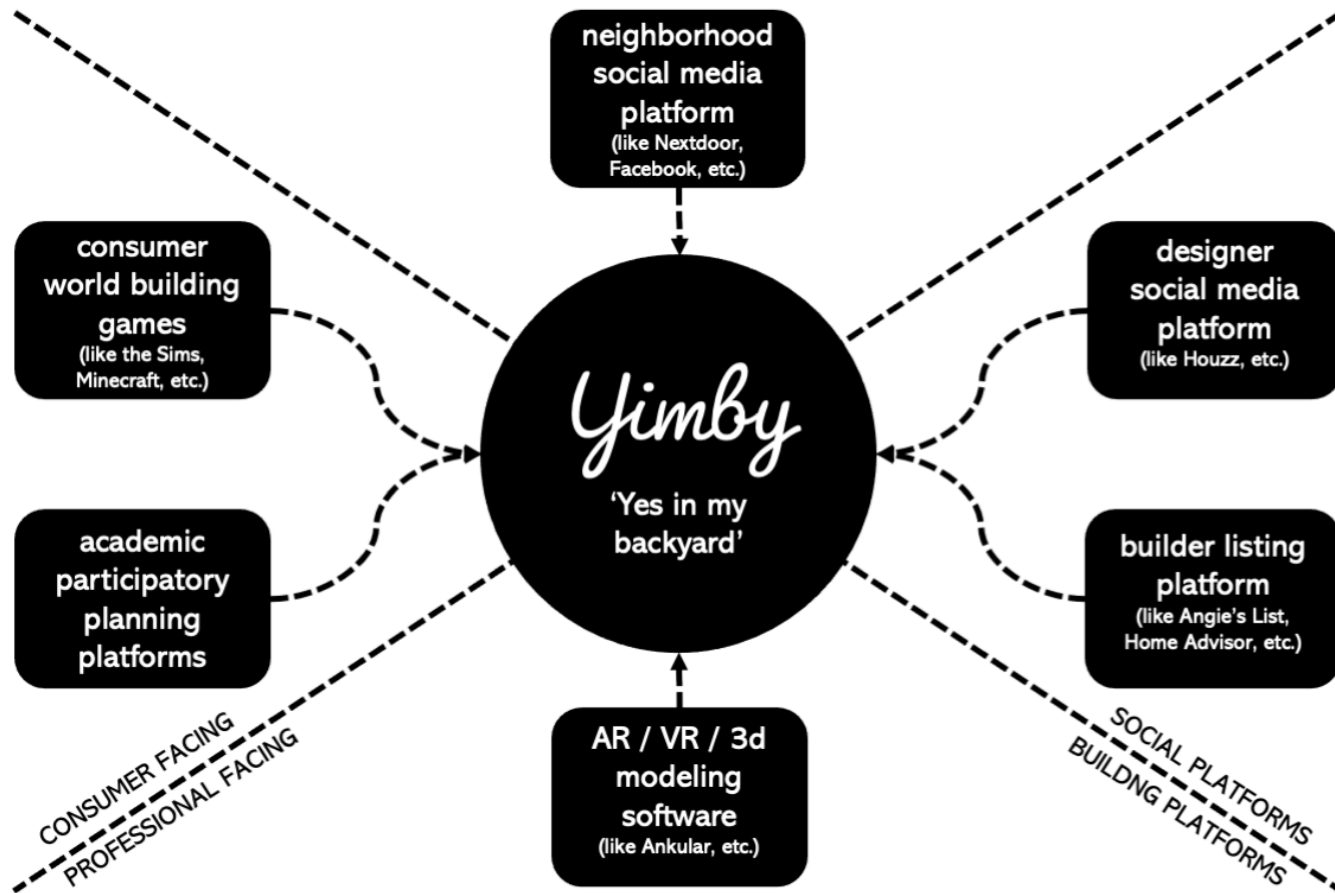 neighborhood
social media
platform
(like Nextdoor,
Facebook, etc.)
consumer
world building
games
(like the Sims,
Minecraft, etc.)
designer
social media
platform
(like Houzz, etc.)
Yimby
‘Yes in my
backyard’
academic
participatory
planning
platforms
builder listing
platform
(like Angie’s List,
Home Advisor, etc.)
AR / VR / 3d
modeling
software
(like Ankular, etc.)
CONSUMER FACING
PROFESSIONAL FACING
SOCIAL PLATFORMS
BUILDNG PLATFORMS